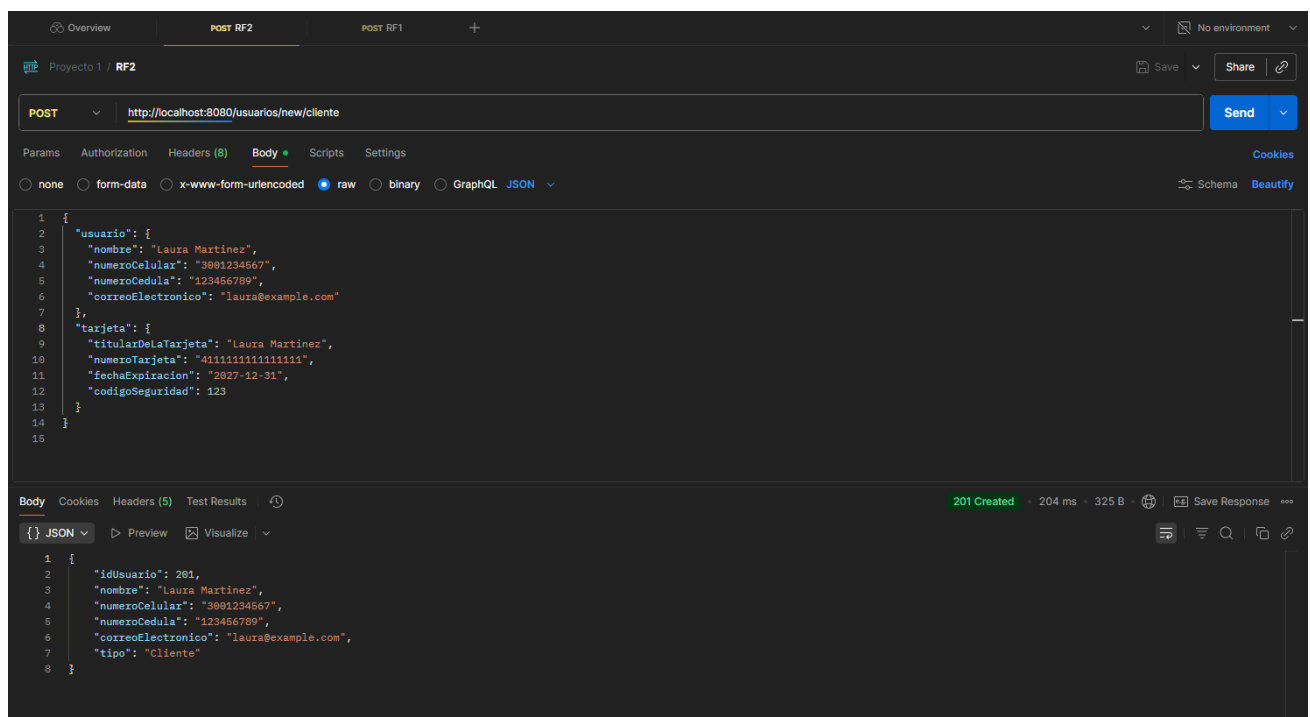 Overview POST RF2 POST RF1 + No environment
HTTP Proyecto 1 / RF2 Save Share
POST http://localhost:8080/usuarios/new/cliente Send
Params Authorization Headers (8) Body Scripts Settings Cookies
none form-data x-www-form-urlencoded raw binary GraphQL JSON Schema Beautify
1 {
2 "usuario": {
3 "nombre": "Laura Martinez",
4 "numeroCelular": "3001234567",
5 "numeroCedula": "123456789",
6 "correoElectronico": "laura@example.com"
7 },
8 "tarjeta": {
9 "titularDeLaTarjeta": "Laura Martinez",
10 "numeroTarjeta": "4111111111111111",
11 "fechaExpiracion": "2027-12-31",
12 "codigoSeguridad": 123
13 }
14 }
15
Body Cookies Headers (5) Test Results 201 Created • 204 ms • 325 B • e.g. Save Response
{} JSON Preview Visualize
1 {
2 "idUsuario": 201,
3 "nombre": "Laura Martinez",
4 "numeroCelular": "3001234567",
5 "numeroCedula": "123456789",
6 "correoElectronico": "laura@example.com",
7 "tipo": "Cliente"
8 }